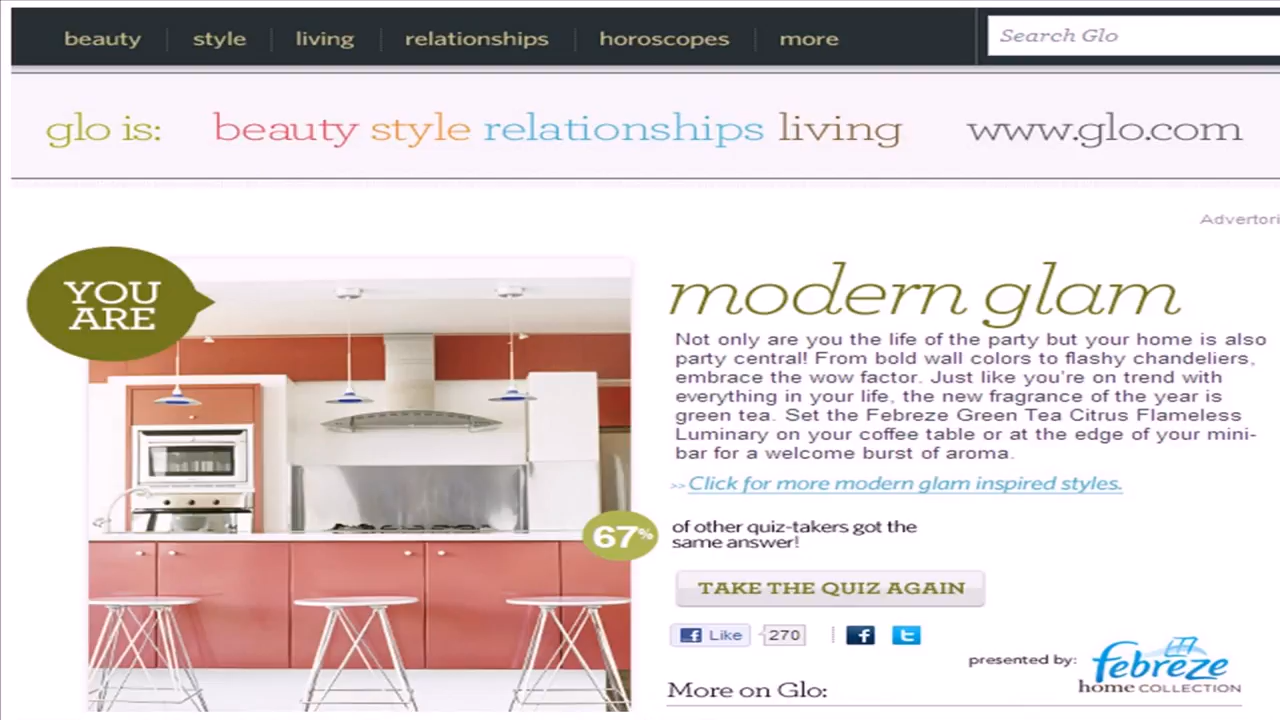 beauty style living relationships horoscopes more Search Glo
glo is: beauty style relationships living www.glo.com
YOU
ARE
modern glam
Not only are you the life of the party but your home is also
party central! From bold wall colors to flashy chandeliers,
embrace the wow factor. Just like you're on trend with
everything in your life, the new fragrance of the year is
green tea. Set the Febreze Green Tea Citrus Flameless
Luminary on your coffee table or at the edge of your mini-
bar for a welcome burst of aroma.
>> Click for more modern glam inspired styles.
67% of other quiz-takers got the
same answer!
TAKE THE QUIZ AGAIN
f Like 270 f t
presented by: febreze
home COLLECTION
More on Glo: